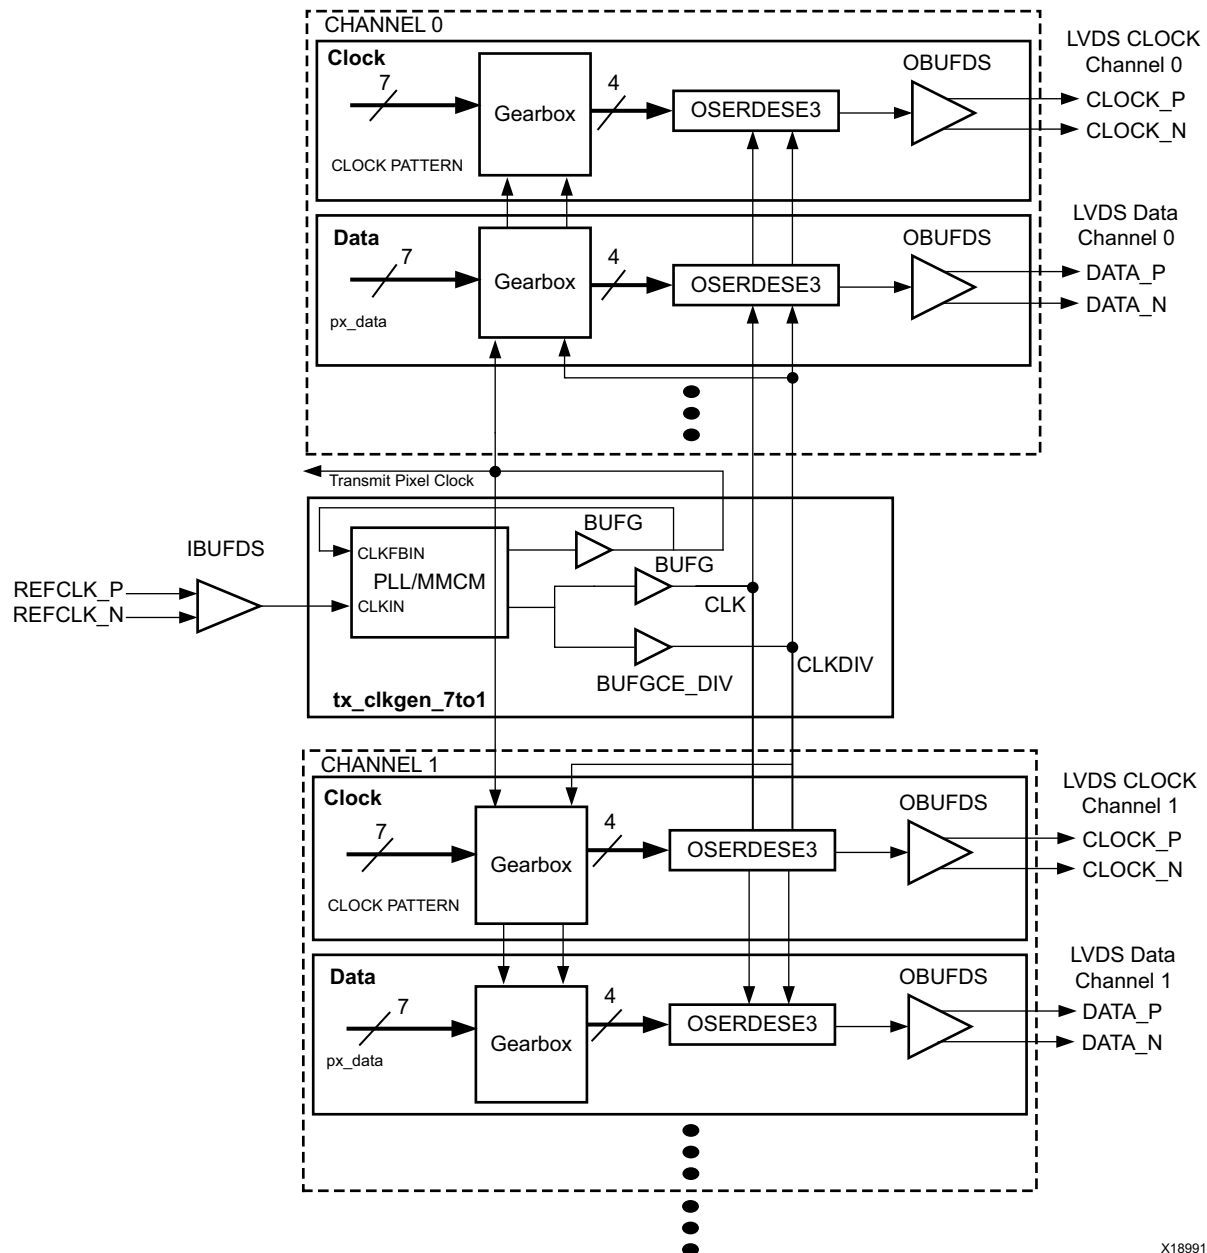 CHANNEL 0
Clock
7
Gearbox
4
OSERDESE3
OBUFDS
LVDS CLOCK
Channel 0
CLOCK_P
CLOCK_N
CLOCK PATTERN
Data
7
Gearbox
4
OSERDESE3
OBUFDS
LVDS Data
Channel 0
DATA_P
DATA_N
px_data
Transmit Pixel Clock
IBUFDS
REFCLK_P
REFCLK_N
CLKFBIN
PLL/MMCM
CLKIN
BUFG
BUFG
CLK
BUFGCE_DIV
CLKDIV
tx_clkgen_7to1
CHANNEL 1
Clock
7
Gearbox
4
OSERDESE3
OBUFDS
LVDS CLOCK
Channel 1
CLOCK_P
CLOCK_N
CLOCK PATTERN
Data
7
Gearbox
4
OSERDESE3
OBUFDS
LVDS Data
Channel 1
DATA_P
DATA_N
px_data
X18991